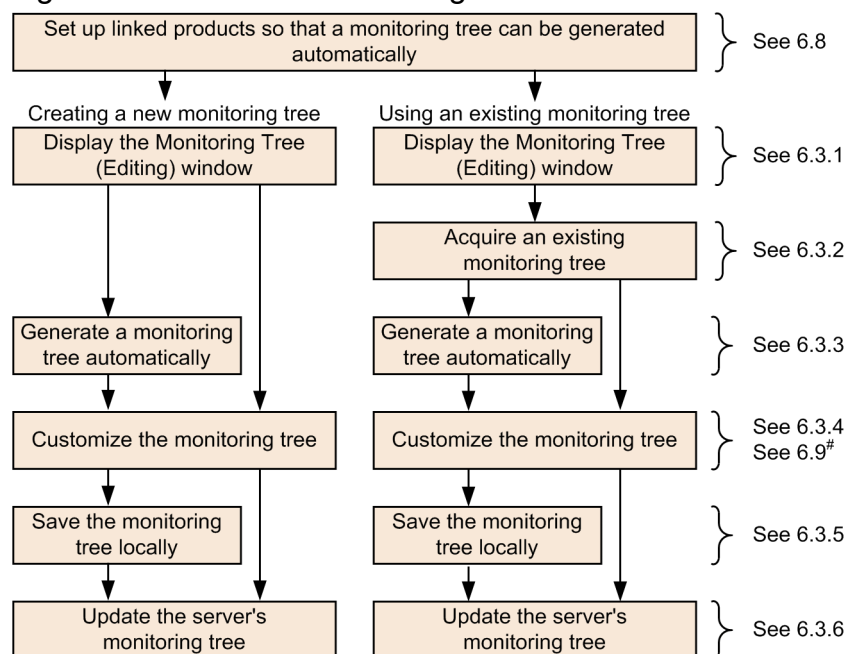 Set up linked products so that a monitoring tree can be generated
automatically
See 6.8
Creating a new monitoring tree
Using an existing monitoring tree
Display the Monitoring Tree
(Editing) window
Display the Monitoring Tree
(Editing) window
See 6.3.1
Acquire an existing
monitoring tree
See 6.3.2
Generate a monitoring
tree automatically
Generate a monitoring
tree automatically
See 6.3.3
Customize the monitoring tree
Customize the monitoring tree
See 6.3.4
See 6.9#
Save the monitoring
tree locally
Save the monitoring
tree locally
See 6.3.5
Update the server's
monitoring tree
Update the server's
monitoring tree
See 6.3.6